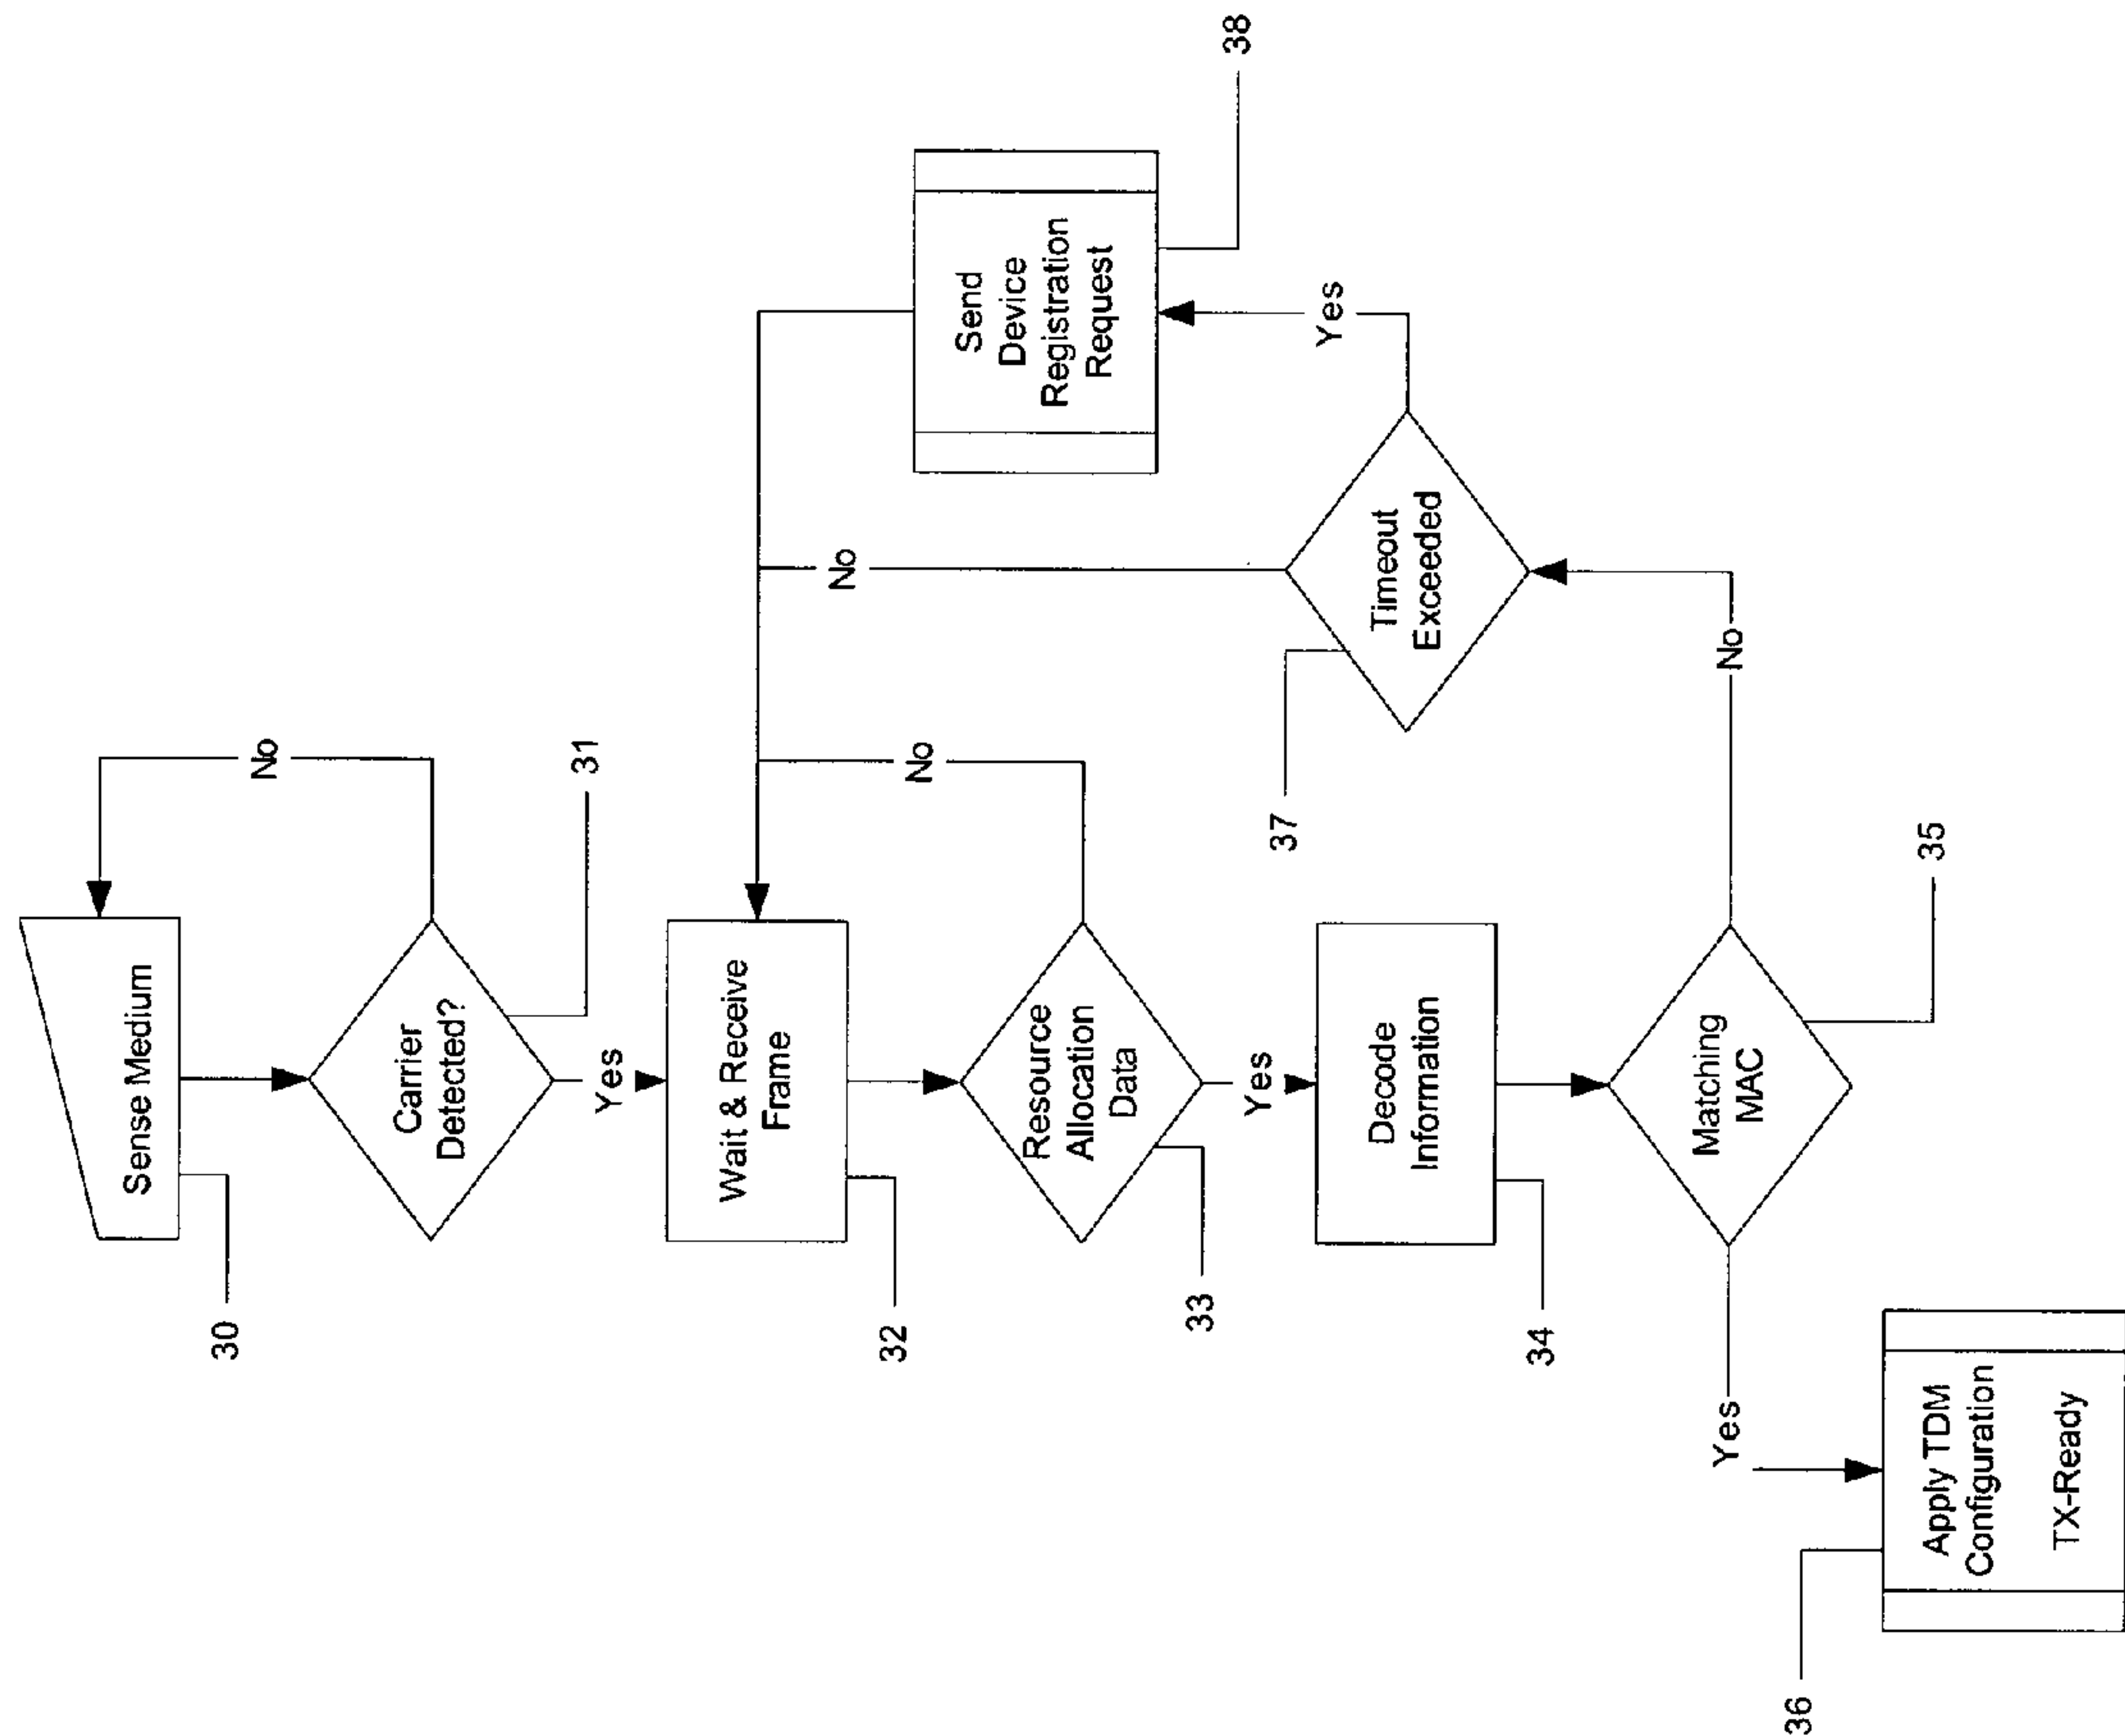 Sense Medium
30
No
Carrier
Detected?
31
Yes
Wait & Receive
Frame
32
Resource
Allocation
Data
33
No
Yes
Decode
Information
34
Matching
MAC
35
Yes
Apply TDM
Configuration
TX-Ready
36
No
Timeout
Exceeded
37
No
Yes
Send
Device
Registration
Request
38